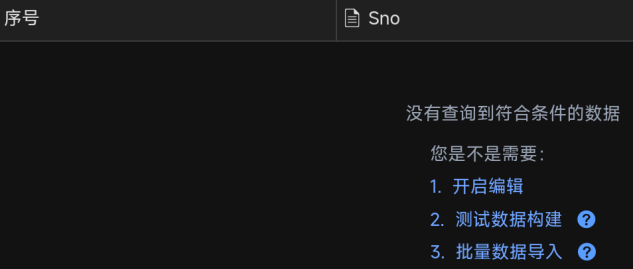 序号 Sno
没有查询到符合条件的数据
您是不是需要：
1. 开启编辑
2. 测试数据构建 ?
3. 批量数据导入 ?